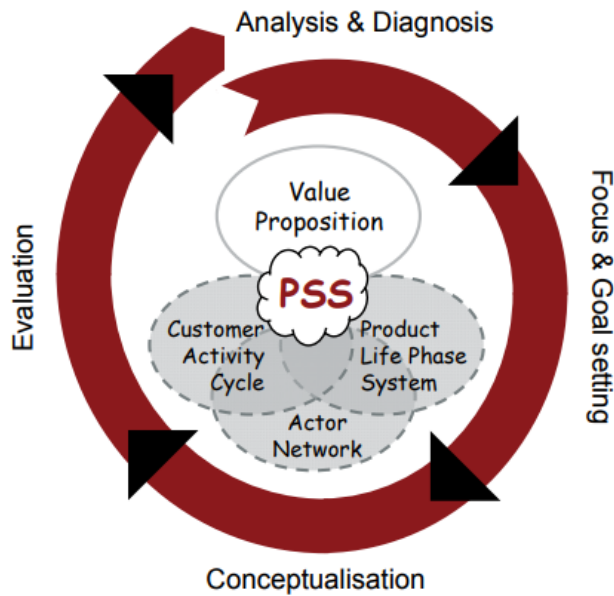 Analysis & Diagnosis
Focus & Goal setting
Conceptualisation
Evaluation
Value
Proposition
PSS
Customer
Activity
Cycle
Product
Life Phase
System
Actor
Network